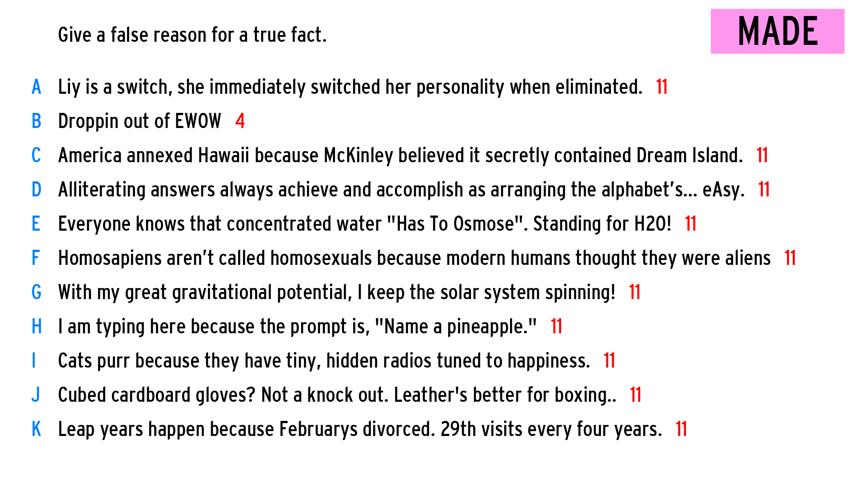 Give a false reason for a true fact.
MADE
A Liy is a switch, she immediately switched her personality when eliminated. 11
B Droppin out of EWOW 4
C America annexed Hawaii because McKinley believed it secretly contained Dream Island. 11
D Alliterating answers always achieve and accomplish as arranging the alphabet's... eAsy. 11
E Everyone knows that concentrated water "Has To Osmose". Standing for H2O! 11
F Homosapiens aren't called homosexuals because modern humans thought they were aliens 11
G With my great gravitational potential, I keep the solar system spinning! 11
H I am typing here because the prompt is, "Name a pineapple." 11
I Cats purr because they have tiny, hidden radios tuned to happiness. 11
J Cubed cardboard gloves? Not a knock out. Leather's better for boxing.. 11
K Leap years happen because Februarys divorced. 29th visits every four years. 11